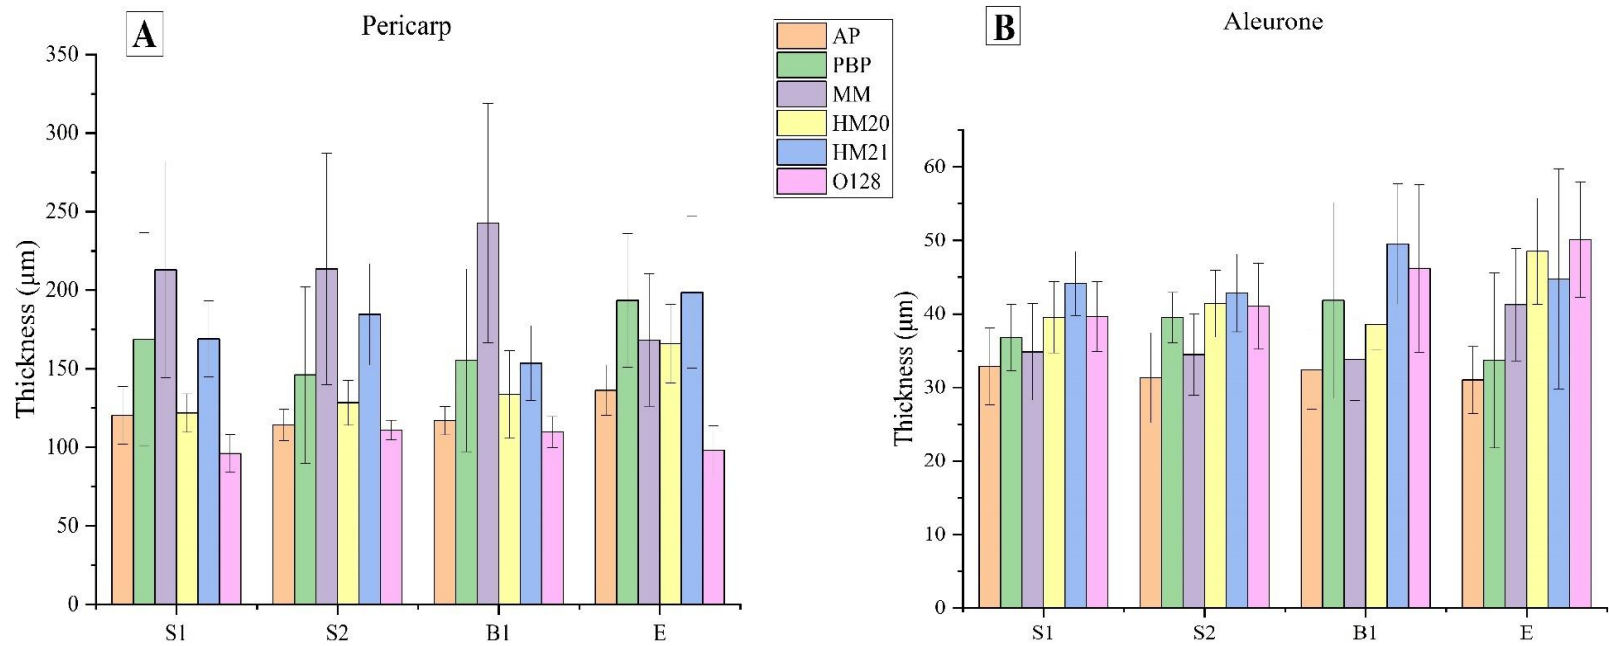 A
Pericarp
350
300
250
200
150
100
50
0
Thickness (μm)
S1
S2
B1
E
AP
PBP
MM
HM20
HM21
O128
B
Aleurone
60
50
40
30
20
10
0
Thickness (μm)
S1
S2
B1
E